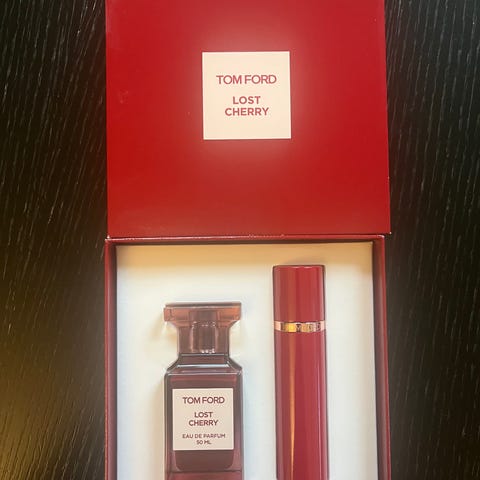 TOM FORD
LOST
CHERRY
TOM FORD
LOST
CHERRY
EAU DE PARFUM
50 ML